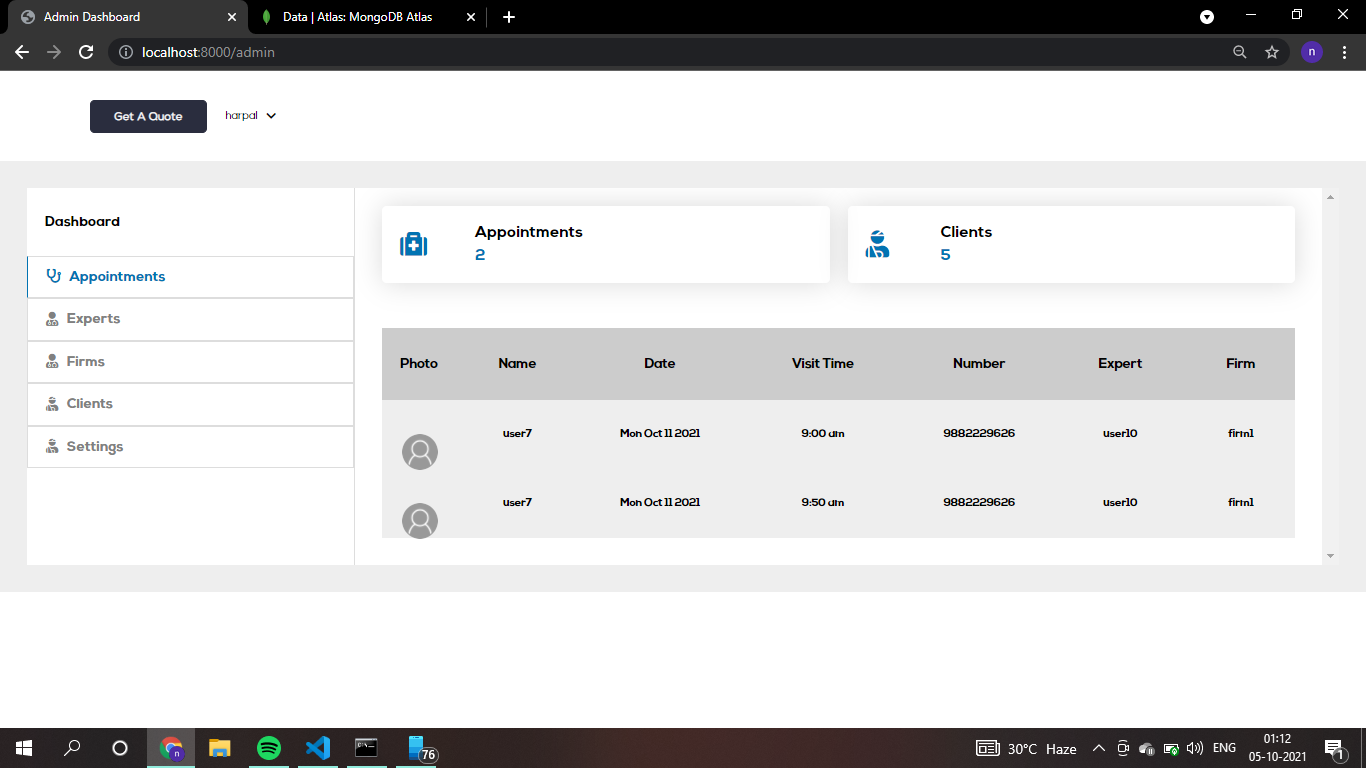 Admin Dashboard
Data | Atlas: MongoDB Atlas
localhost:8000/admin
n
Get A Quote
harpal
Dashboard
Appointments
Experts
Firms
Clients
Settings
Appointments
2
Clients
5
Photo Name Date Visit Time Number Expert Firm
user7 Mon Oct 11 2021 9:00 am 9882229626 user10 firm1
user7 Mon Oct 11 2021 9:50 am 9882229626 user10 firm1
n
76
30°C Haze
ENG
01:12
05-10-2021
1